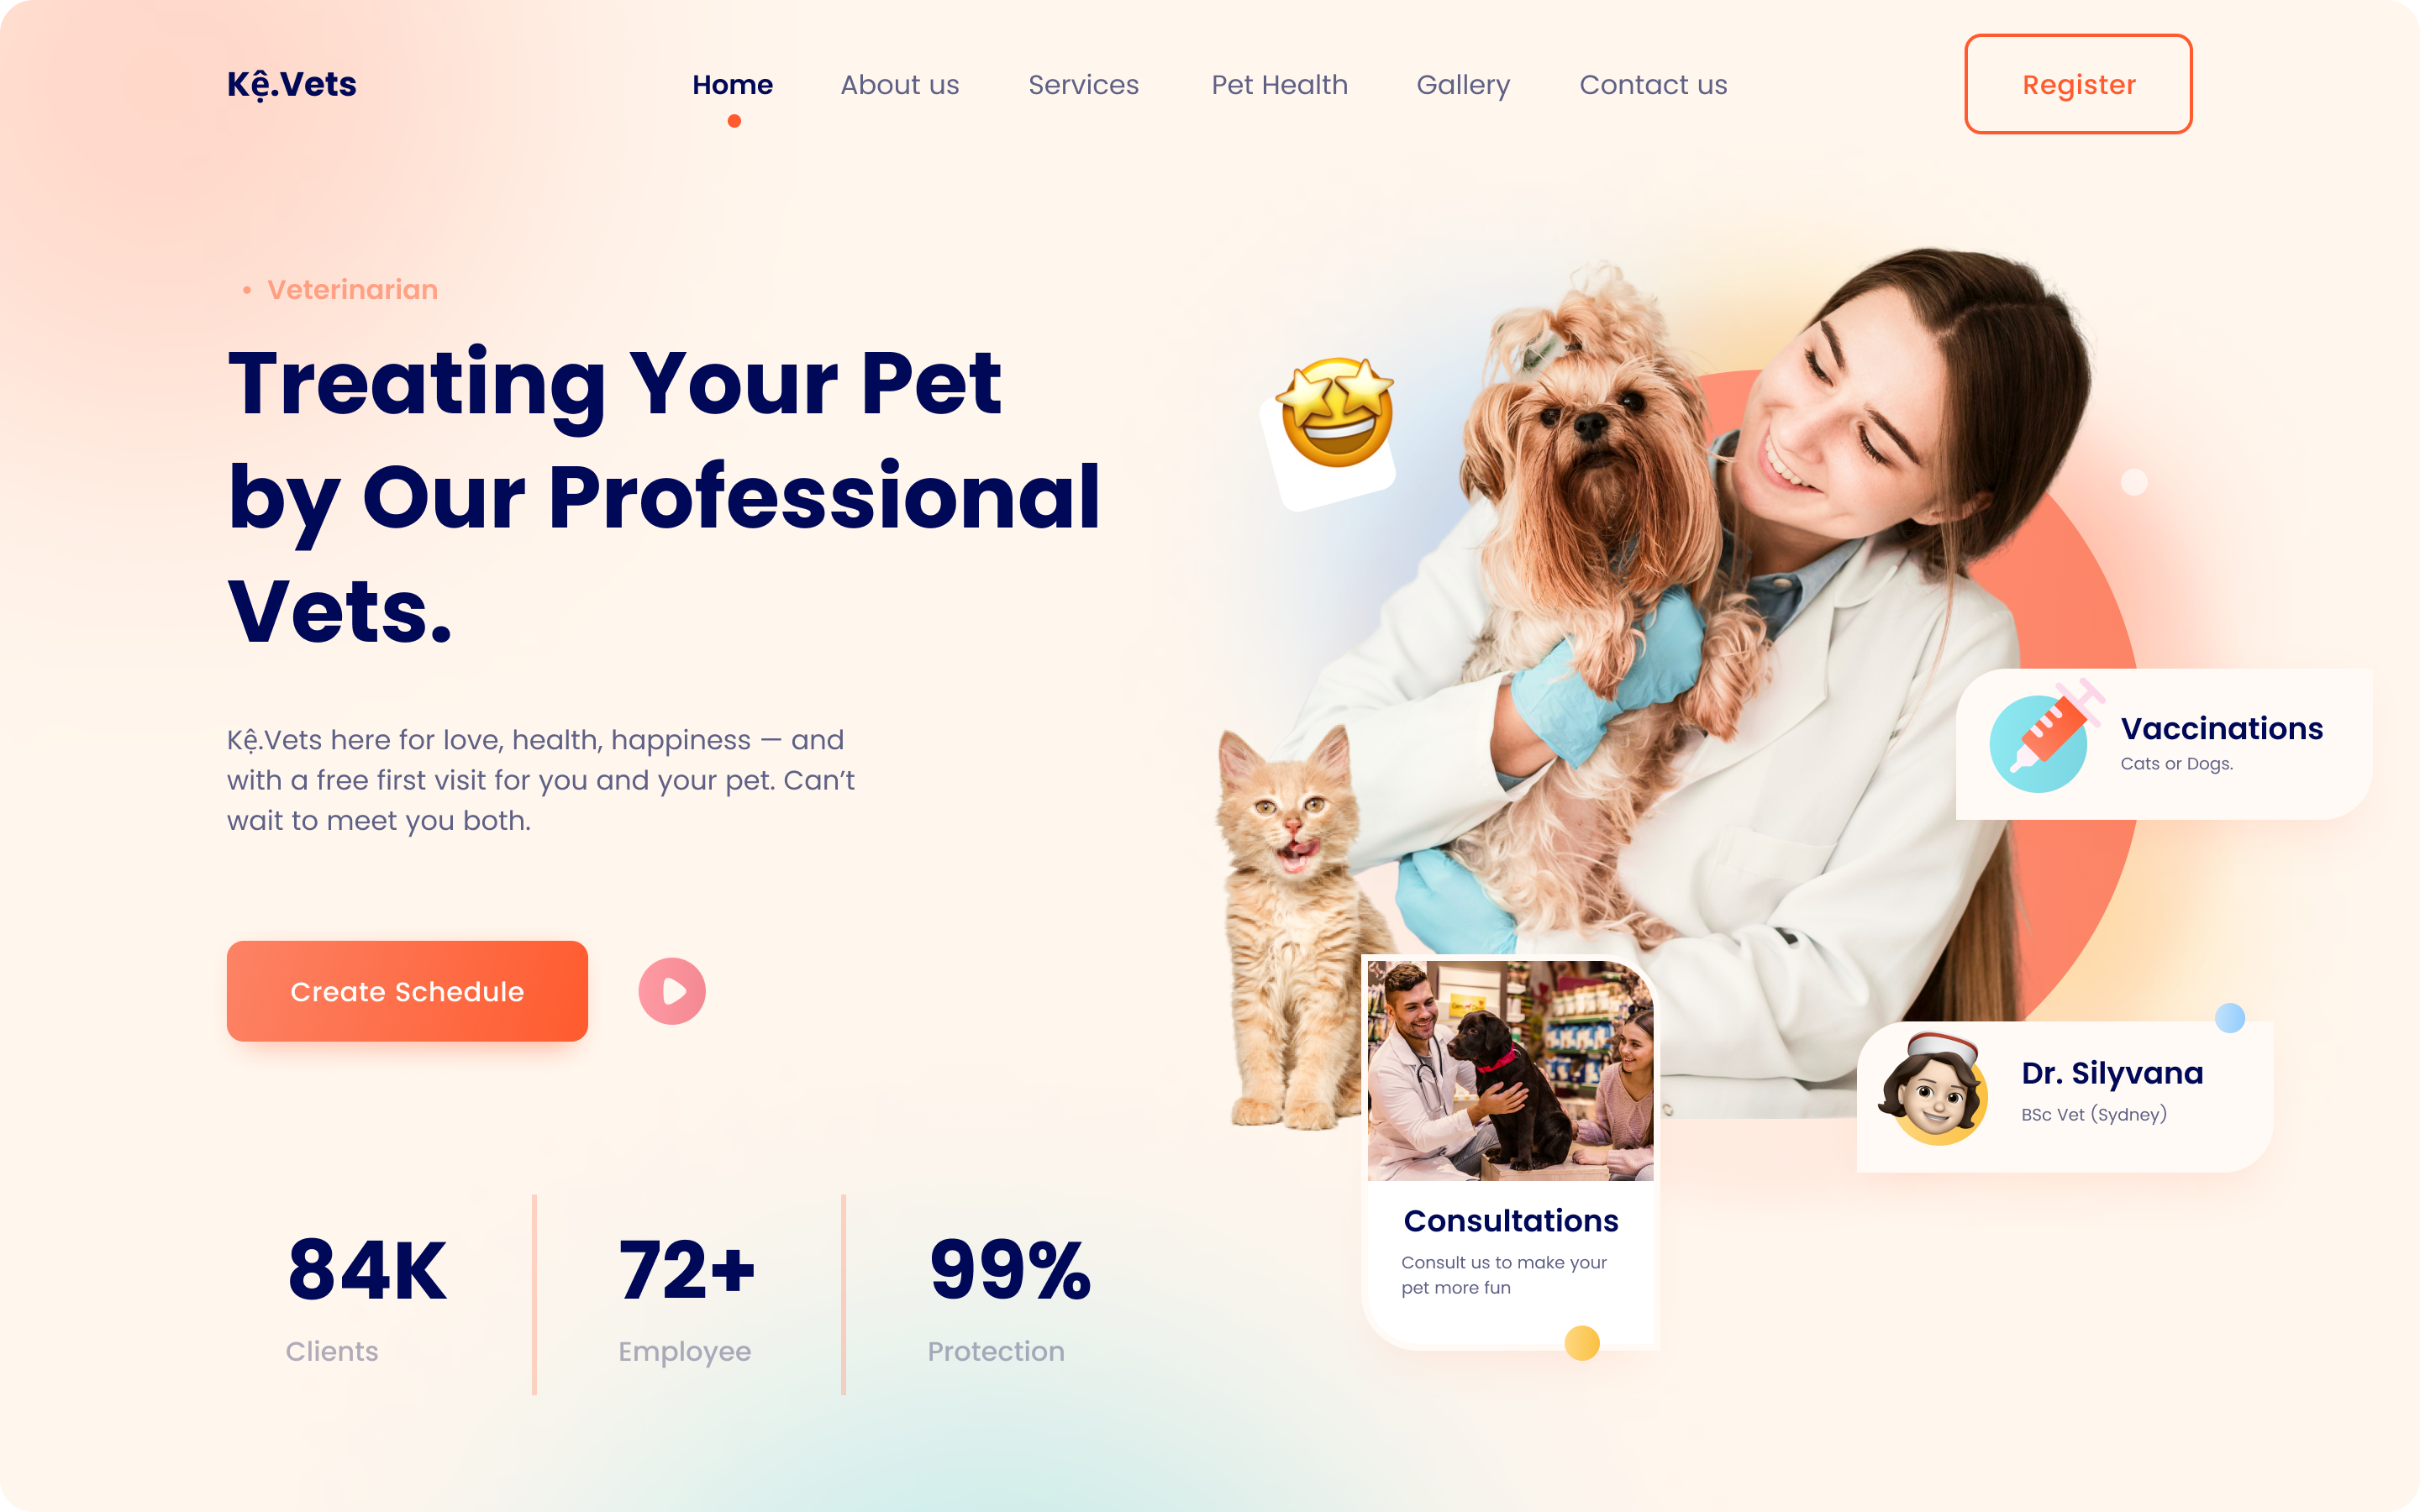 Kệ.Vets
Home
About us
Services
Pet Health
Gallery
Contact us
Register
• Veterinarian
Treating Your Pet
by Our Professional
Vets.
Kệ.Vets here for love, health, happiness — and
with a free first visit for you and your pet. Can’t
wait to meet you both.
Create Schedule
84K
Clients
72+
Employee
99%
Protection
Vaccinations
Cats or Dogs.
Dr. Silyvana
BSc Vet (Sydney)
Consultations
Consult us to make your
pet more fun